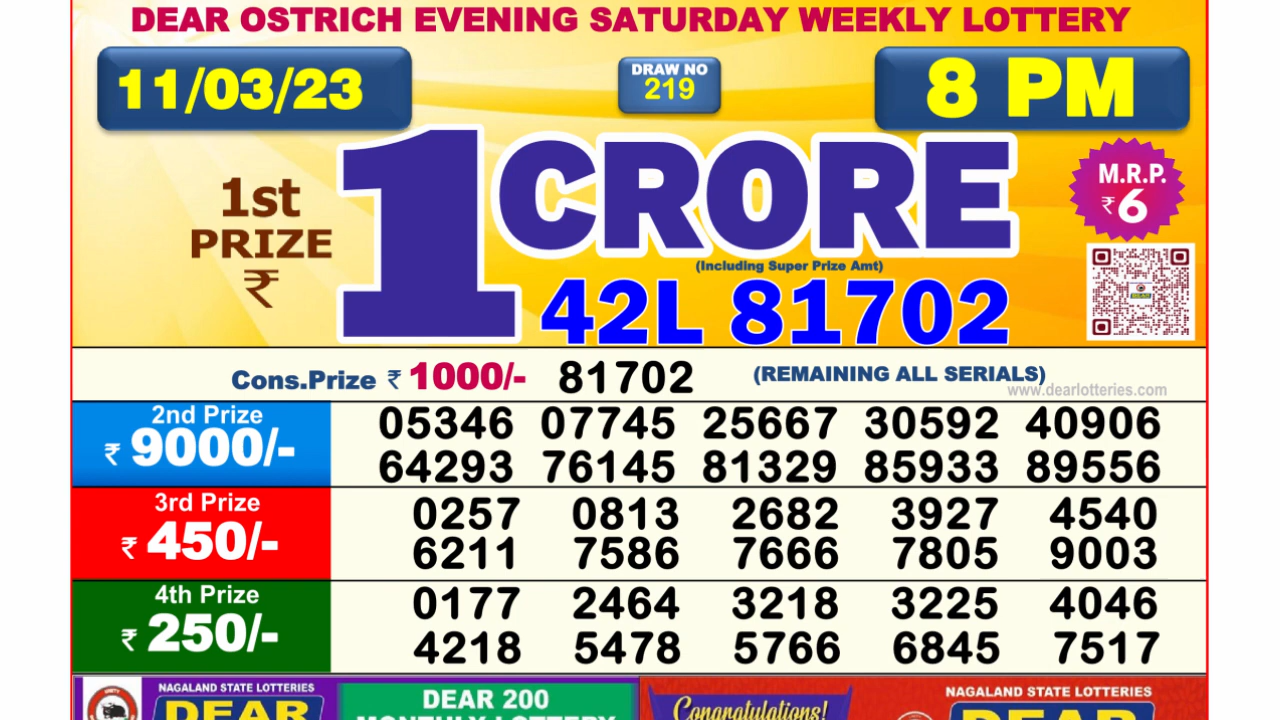 DEAR OSTRICH EVENING SATURDAY WEEKLY LOTTERY
11/03/23
DRAW NO
219
8 PM
1st
PRIZE
₹
1 CRORE
(Including Super Prize Amt)
42L 81702
M.R.P.
₹ 6
Cons.Prize ₹ 1000/- 81702 (REMAINING ALL SERIALS)
www.dearlotteries.com
2nd Prize
₹ 9000/-
05346 07745 25667 30592 40906
64293 76145 81329 85933 89556
3rd Prize
₹ 450/-
0257 0813 2682 3927 4540
6211 7586 7666 7805 9003
4th Prize
₹ 250/-
0177 2464 3218 3225 4046
4218 5478 5766 6845 7517
NAGALAND STATE LOTTERIES
DEAR
DEAR 200
MONTHLY LOTTERY
Congratulations!
NAGALAND STATE LOTTERIES
DEAR